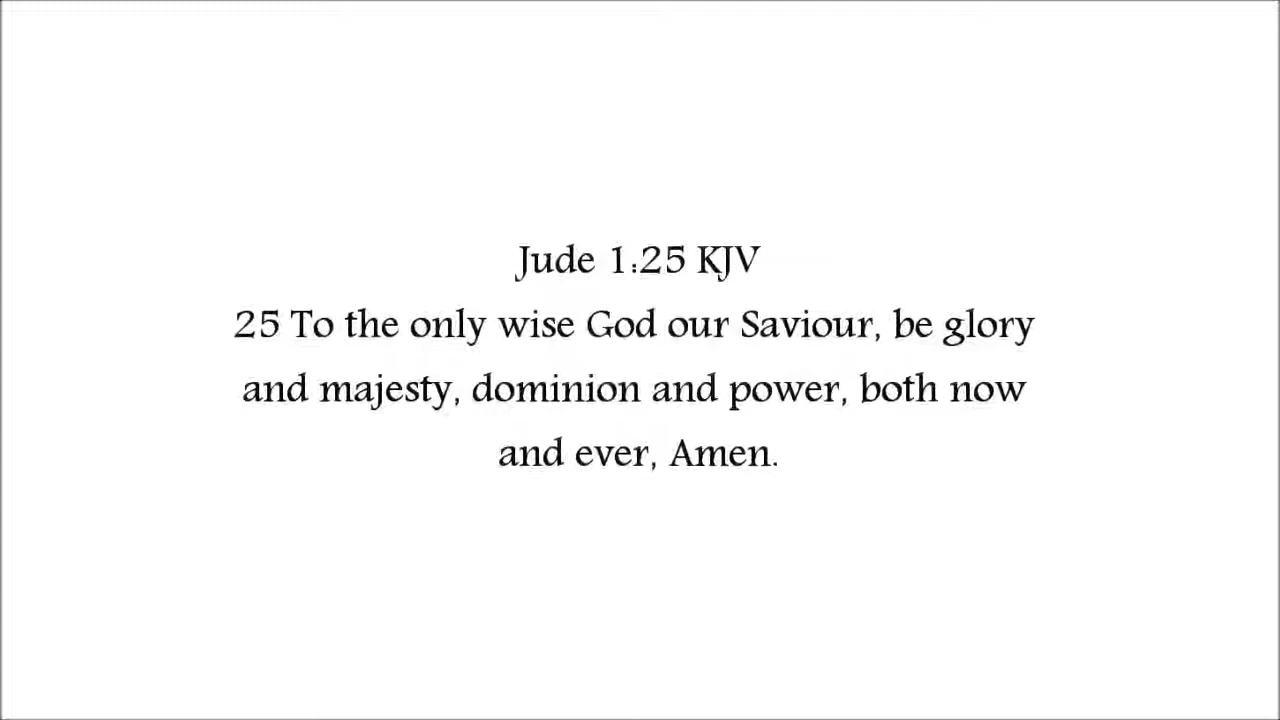 Jude 1:25 KJV
25 To the only wise God our Saviour, be glory
and majesty, dominion and power, both now
and ever, Amen.